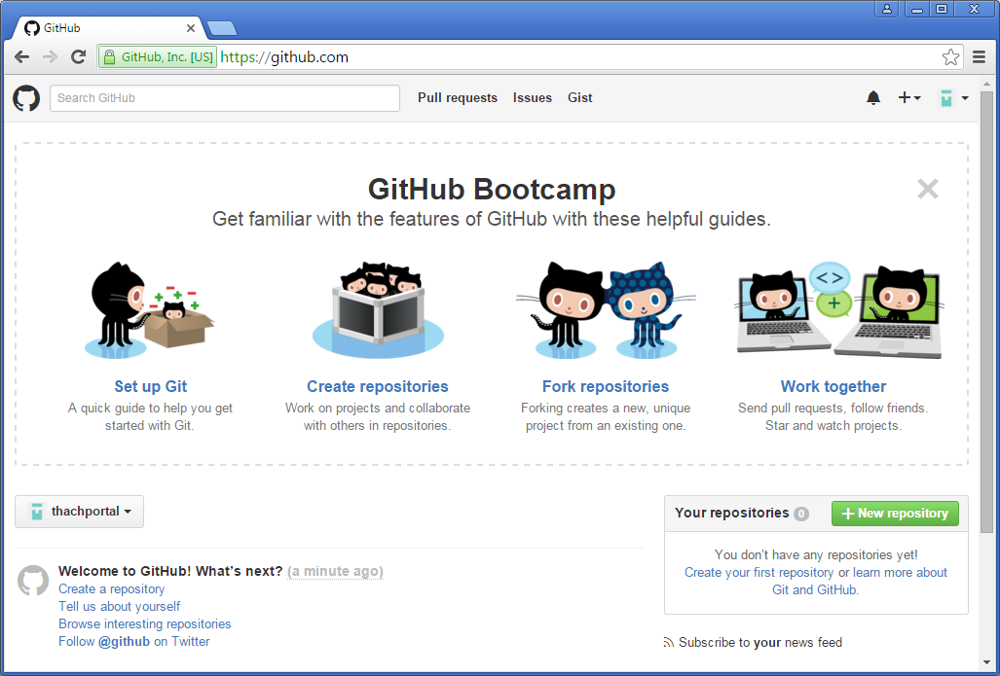 GitHub
GitHub, Inc. [US] https://github.com
Search GitHub
Pull requests Issues Gist
GitHub Bootcamp
Get familiar with the features of GitHub with these helpful guides.
<>
Set up Git
A quick guide to help you get
started with Git.
Create repositories
Work on projects and collaborate
with others in repositories.
Fork repositories
Forking creates a new, unique
project from an existing one.
Work together
Send pull requests, follow friends.
Star and watch projects.
thachportal
Welcome to GitHub! What's next? (a minute ago)
Create a repository
Tell us about yourself
Browse interesting repositories
Follow @github on Twitter
Your repositories 0
+ New repository
You don't have any repositories yet!
Create your first repository or learn more about
Git and GitHub.
Subscribe to your news feed